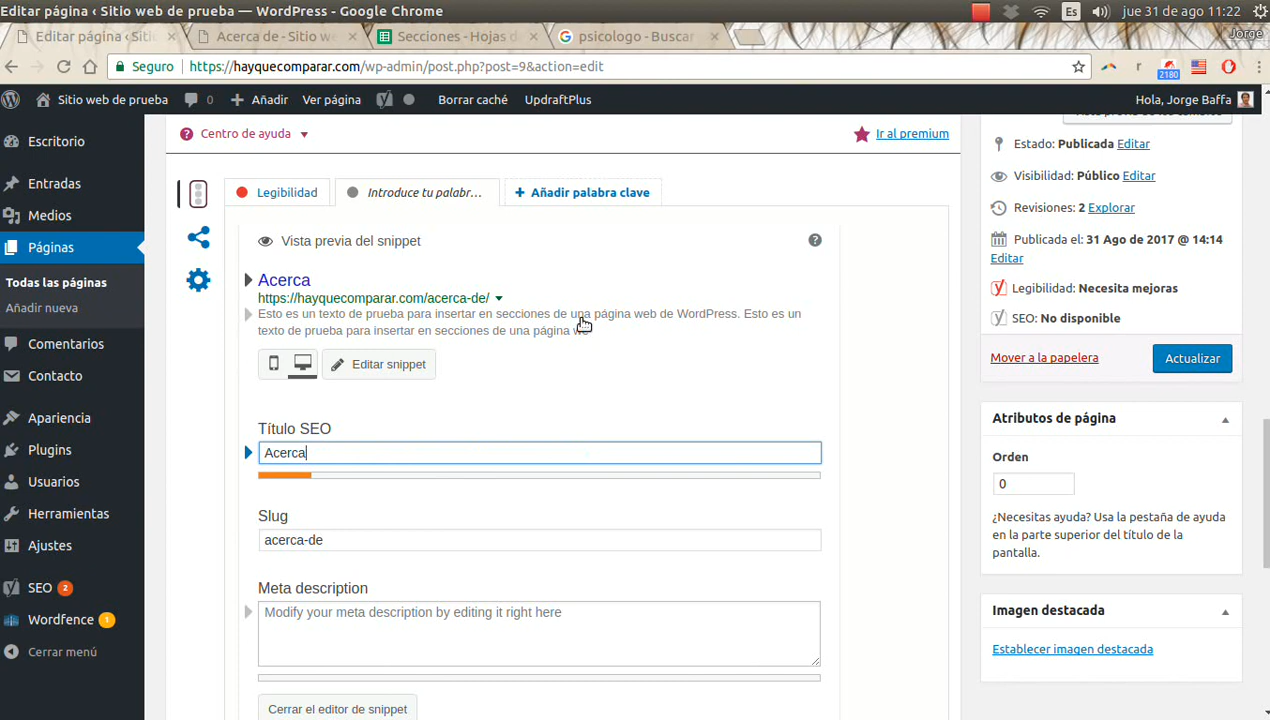 Editar página ‹ Sitio web de prueba — WordPress - Google Chrome
Es
jue 31 de ago 11:22
Editar página ‹ Siti
Acerca de - Sitio we
Secciones - Hojas d
psicologo - Buscar
Jorge
Seguro
https://hayquecomparar.com/wp-admin/post.php?post=9&action=edit
r
2180
Sitio web de prueba
0
Añadir
Ver página
Borrar caché
UpdraftPlus
Hola, Jorge Baffa
Escritorio
Entradas
Medios
Páginas
Todas las páginas
Añadir nueva
Comentarios
Contacto
Apariencia
Plugins
Usuarios
Herramientas
Ajustes
SEO 2
Wordfence 1
Cerrar menú
Centro de ayuda
Ir al premium
Legibilidad
Introduce tu palabr...
+ Añadir palabra clave
Vista previa del snippet
?
Acerca
https://hayquecomparar.com/acerca-de/
Esto es un texto de prueba para insertar en secciones de una página web de WordPress. Esto es un
texto de prueba para insertar en secciones de una página we
Editar snippet
Título SEO
Acerca
Slug
acerca-de
Meta description
Modify your meta description by editing it right here
Cerrar el editor de snippet
Estado: Publicada Editar
Visibilidad: Público Editar
Revisiones: 2 Explorar
Publicada el: 31 Ago de 2017 @ 14:14
Editar
Legibilidad: Necesita mejoras
SEO: No disponible
Mover a la papelera
Actualizar
Atributos de página
Orden
0
¿Necesitas ayuda? Usa la pestaña de ayuda
en la parte superior del título de la
pantalla.
Imagen destacada
Establecer imagen destacada